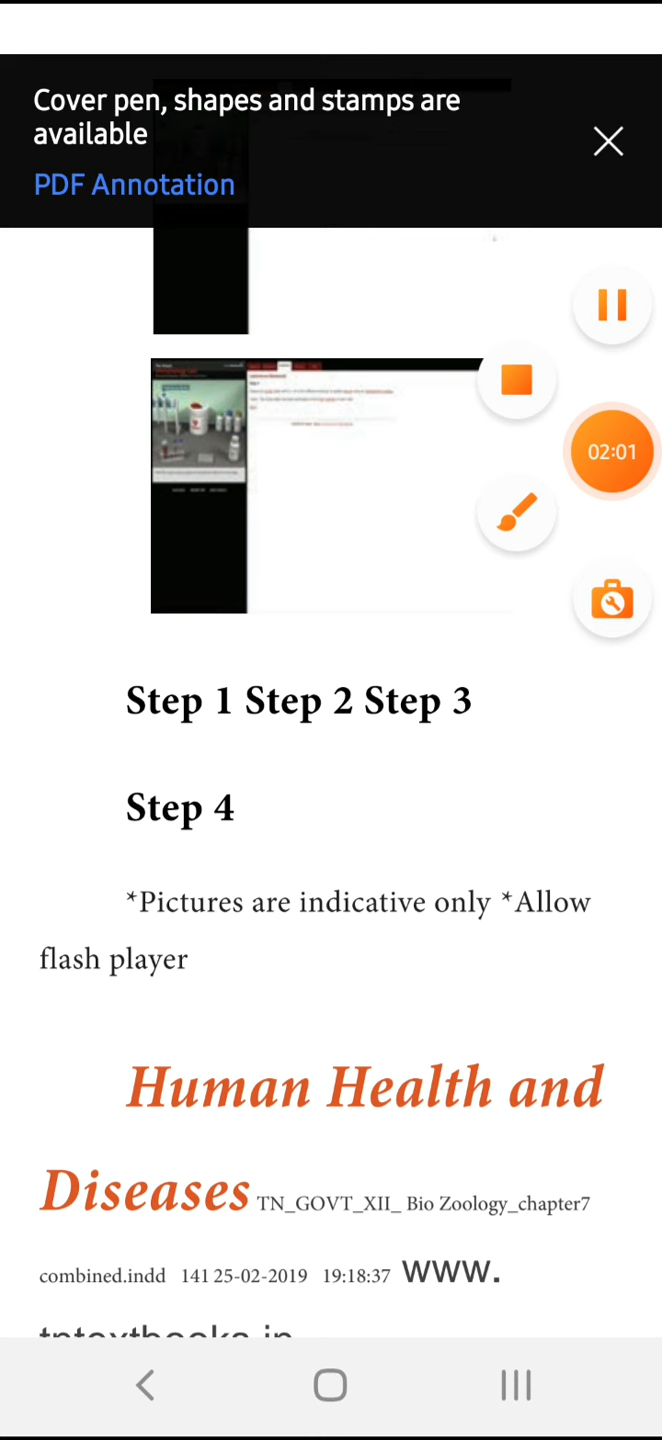 Cover pen, shapes and stamps are
available
PDF Annotation
02:01
Step 1 Step 2 Step 3
Step 4
*Pictures are indicative only *Allow
flash player
Human Health and
Diseases TN_GOVT_XII_ Bio Zoology_chapter7
combined.indd 141 25-02-2019 19:18:37 www.
tntextbooks.in